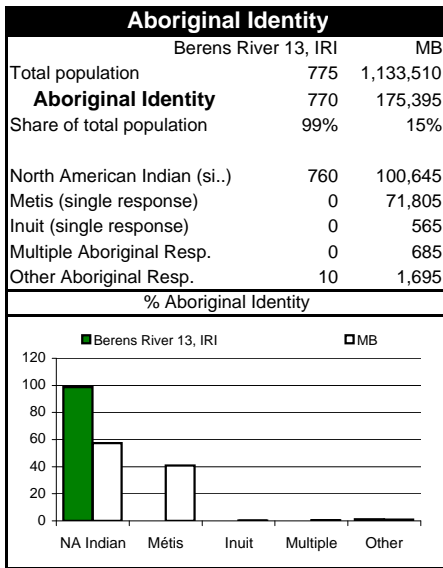 Aboriginal Identity
Berens River 13, IRI MB
Total population 775 1,133,510
Aboriginal Identity 770 175,395
Share of total population 99% 15%
North American Indian (si..) 760 100,645
Metis (single response) 0 71,805
Inuit (single response) 0 565
Multiple Aboriginal Resp. 0 685
Other Aboriginal Resp. 10 1,695
% Aboriginal Identity
Berens River 13, IRI MB
120
100
80
60
40
20
0
NA Indian Métis Inuit Multiple Other